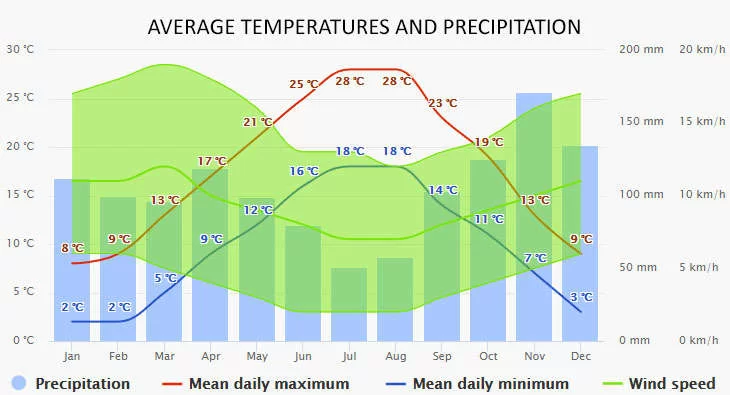 AVERAGE TEMPERATURES AND PRECIPITATION
30 °C 200 mm 20 km/h
25 °C 25 °C 28 °C 28 °C
23 °C
21 °C 150 mm 15 km/h
20 °C 17 °C 18 °C 18 °C 19 °C
16 °C
15 °C 13 °C 12 °C 14 °C 13 °C 100 mm 10 km/h
11 °C
10 °C 8 °C 9 °C 9 °C 9 °C
7 °C
5 °C 5 °C 50 mm 5 km/h
2 °C 2 °C 3 °C
0 °C 0 mm 0 km/h
Jan Feb Mar Apr May Jun Jul Aug Sep Oct Nov Dec
Precipitation Mean daily maximum Mean daily minimum Wind speed